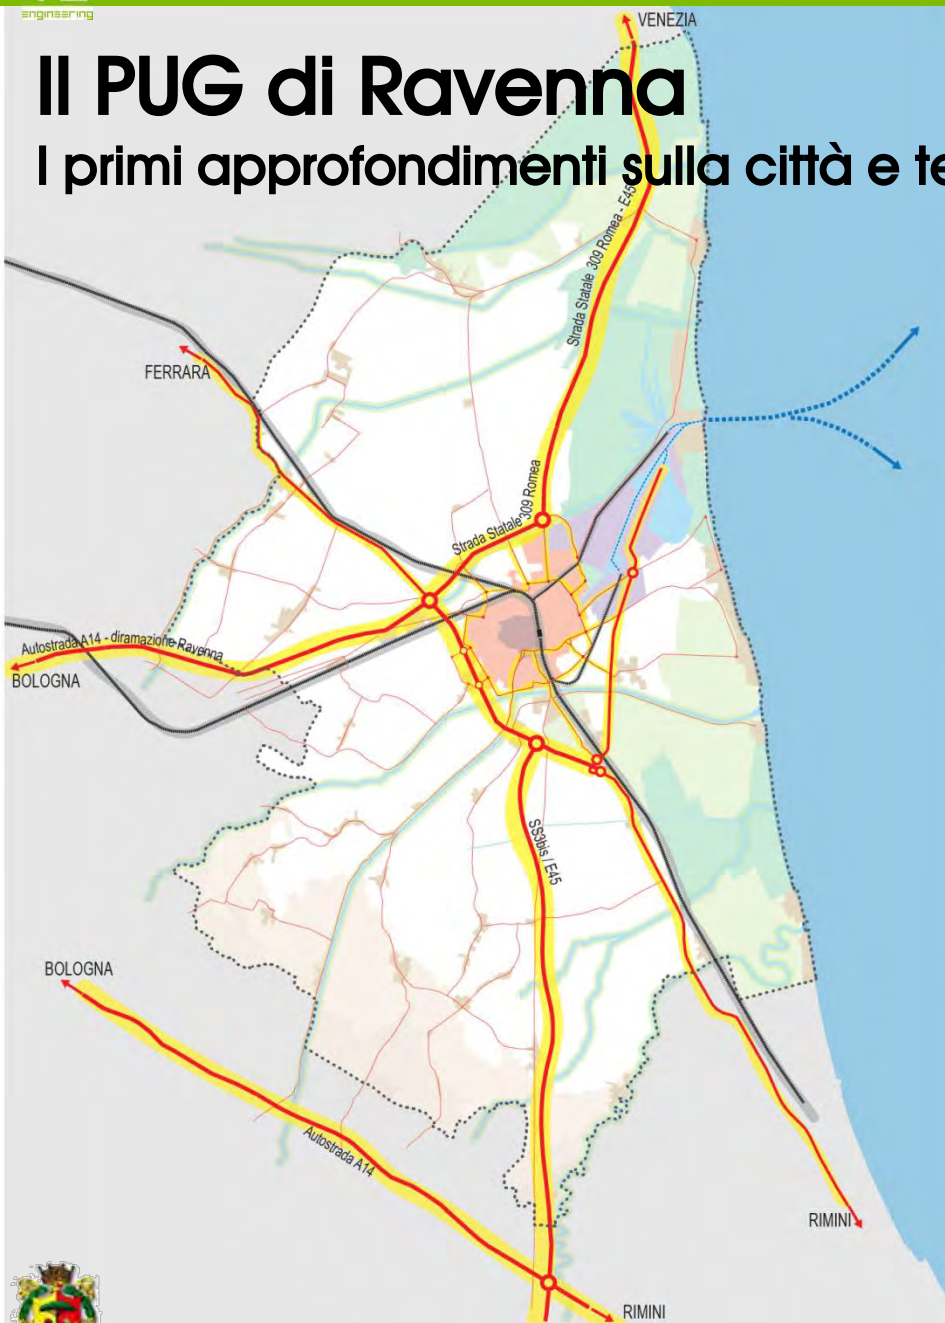 engineering
VENEZIA
Il PUG di Ravenna
I primi approfondimenti sulla città e te
Strada Statale 309 Romea - E45
FERRARA
Strada Statale 309 Romea
Autostrada A14 - diramazione Ravenna
BOLOGNA
SS3bis / E45
BOLOGNA
Autostrada A14
RIMINI
RIMINI